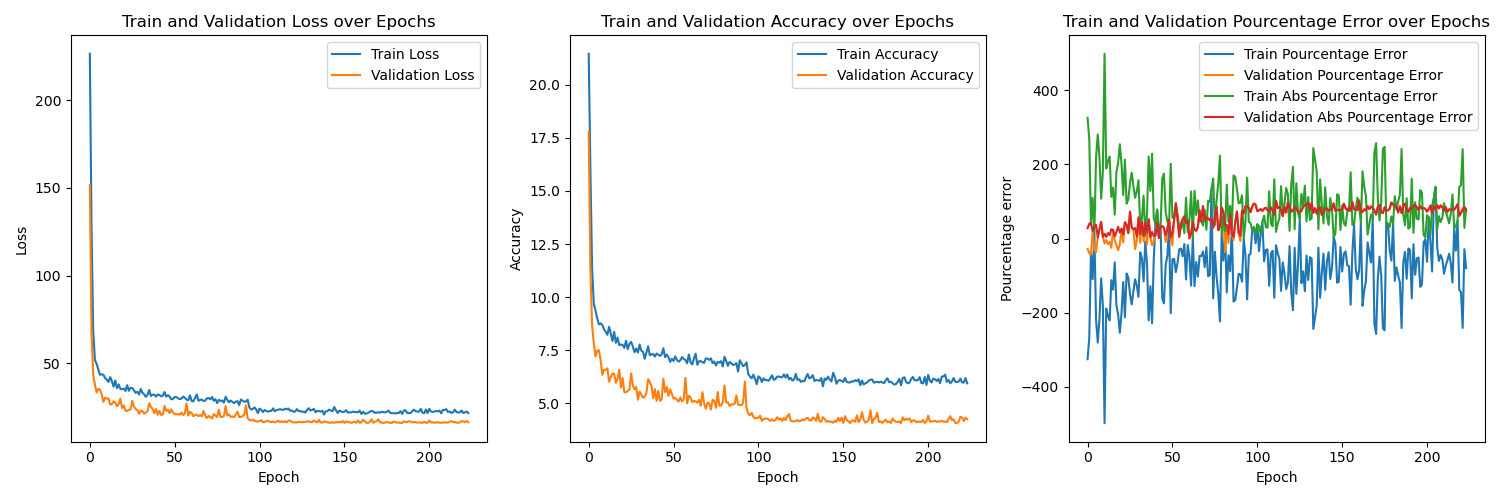 Train and Validation Loss over Epochs
Train Loss
Validation Loss
200
150
100
50
Loss
0
50
100
150
200
Epoch
Train and Validation Accuracy over Epochs
Train Accuracy
Validation Accuracy
20.0
17.5
15.0
12.5
10.0
7.5
5.0
Accuracy
0
50
100
150
200
Epoch
Train and Validation Pourcentage Error over Epochs
Train Pourcentage Error
Validation Pourcentage Error
Train Abs Pourcentage Error
Validation Abs Pourcentage Error
400
200
0
−200
−400
Pourcentage error
0
50
100
150
200
Epoch